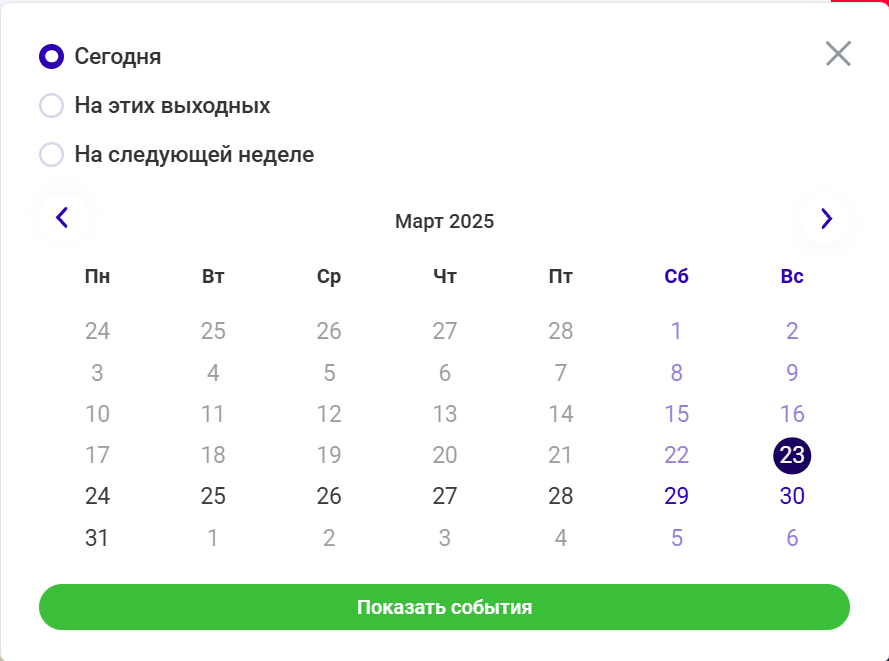 Сегодня
На этих выходных
На следующей неделе
Март 2025
Пн Вт Ср Чт Пт Сб Вс
24 25 26 27 28 1 2
3 4 5 6 7 8 9
10 11 12 13 14 15 16
17 18 19 20 21 22 23
24 25 26 27 28 29 30
31 1 2 3 4 5 6
Показать события